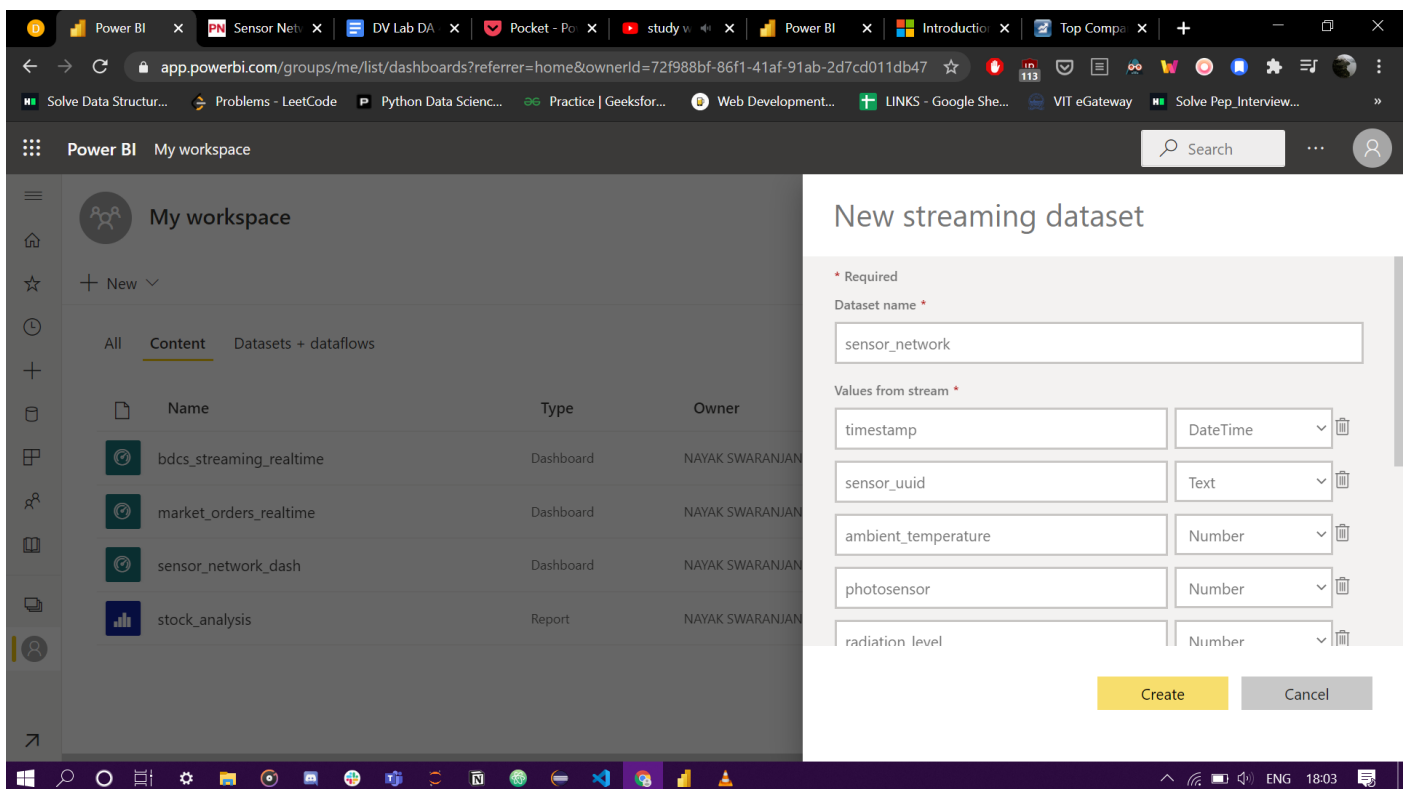 Power BI
PN Sensor Netv
DV Lab DA -
Pocket - Pov
study w
Power BI
Introduction
Top Compa
app.powerbi.com/groups/me/list/dashboards?referrer=home&ownerId=72f988bf-86f1-41af-91ab-2d7cd011db47
113
Solve Data Structur...
Problems - LeetCode
Python Data Scienc...
Practice | Geeksfor...
Web Development...
LINKS - Google She...
VIT eGateway
Solve Pep_Interview...
»
Power BI My workspace
Search
My workspace
New
All Content Datasets + dataflows
Name Type Owner
bdcs_streaming_realtime Dashboard NAYAK SWARANJAN
market_orders_realtime Dashboard NAYAK SWARANJAN
sensor_network_dash Dashboard NAYAK SWARANJAN
stock_analysis Report NAYAK SWARANJAN
New streaming dataset
* Required
Dataset name *
sensor_network
Values from stream *
timestamp DateTime
sensor_uuid Text
ambient_temperature Number
photosensor Number
radiation_level Number
Create Cancel
ENG 18:03